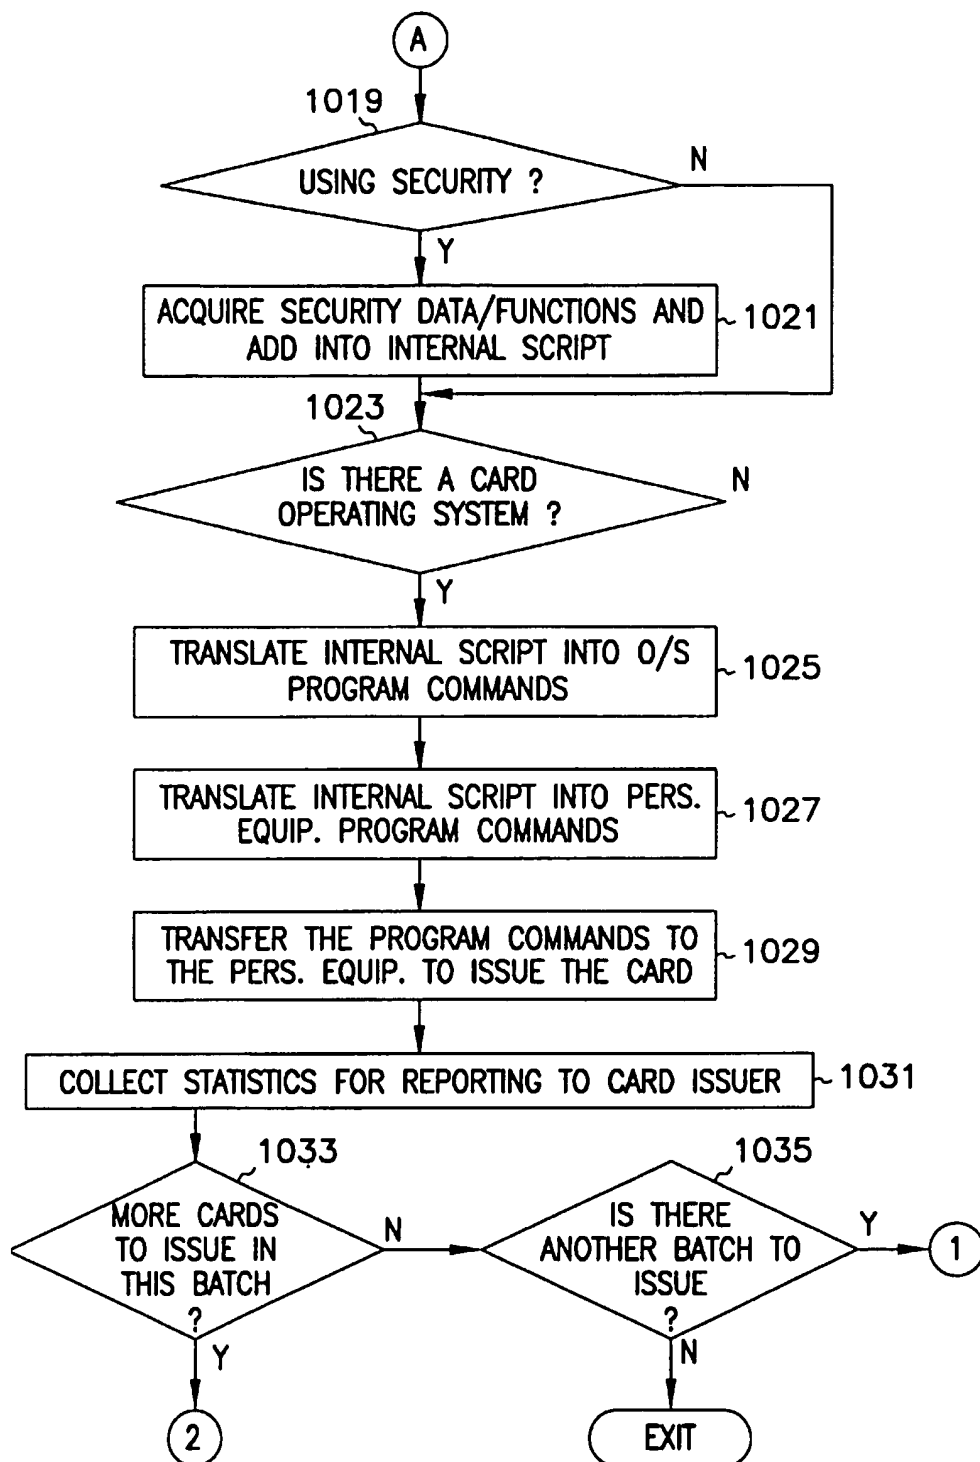 A
1019
USING SECURITY ?
N
Y
ACQUIRE SECURITY DATA/FUNCTIONS AND
ADD INTO INTERNAL SCRIPT
1021
1023
IS THERE A CARD
OPERATING SYSTEM ?
N
Y
TRANSLATE INTERNAL SCRIPT INTO O/S
PROGRAM COMMANDS
1025
TRANSLATE INTERNAL SCRIPT INTO PERS.
EQUIP. PROGRAM COMMANDS
1027
TRANSFER THE PROGRAM COMMANDS TO
THE PERS. EQUIP. TO ISSUE THE CARD
1029
COLLECT STATISTICS FOR REPORTING TO CARD ISSUER
1031
1033
MORE CARDS
TO ISSUE IN
THIS BATCH
?
N
Y
2
1035
IS THERE
ANOTHER BATCH TO
ISSUE
?
Y
1
N
EXIT